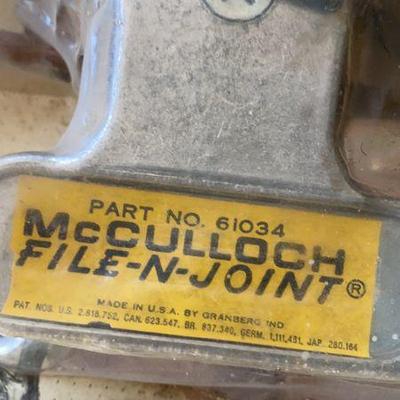 PART NO. 61034
McCULLOCH
FILE-N-JOINT®
MADE IN U.S.A. BY GRANBERG IND
PAT. NOS. U.S. 2,818,752, CAN. 623,547, BR. 837,340, GERM. 1,111,481, JAP. 280,164